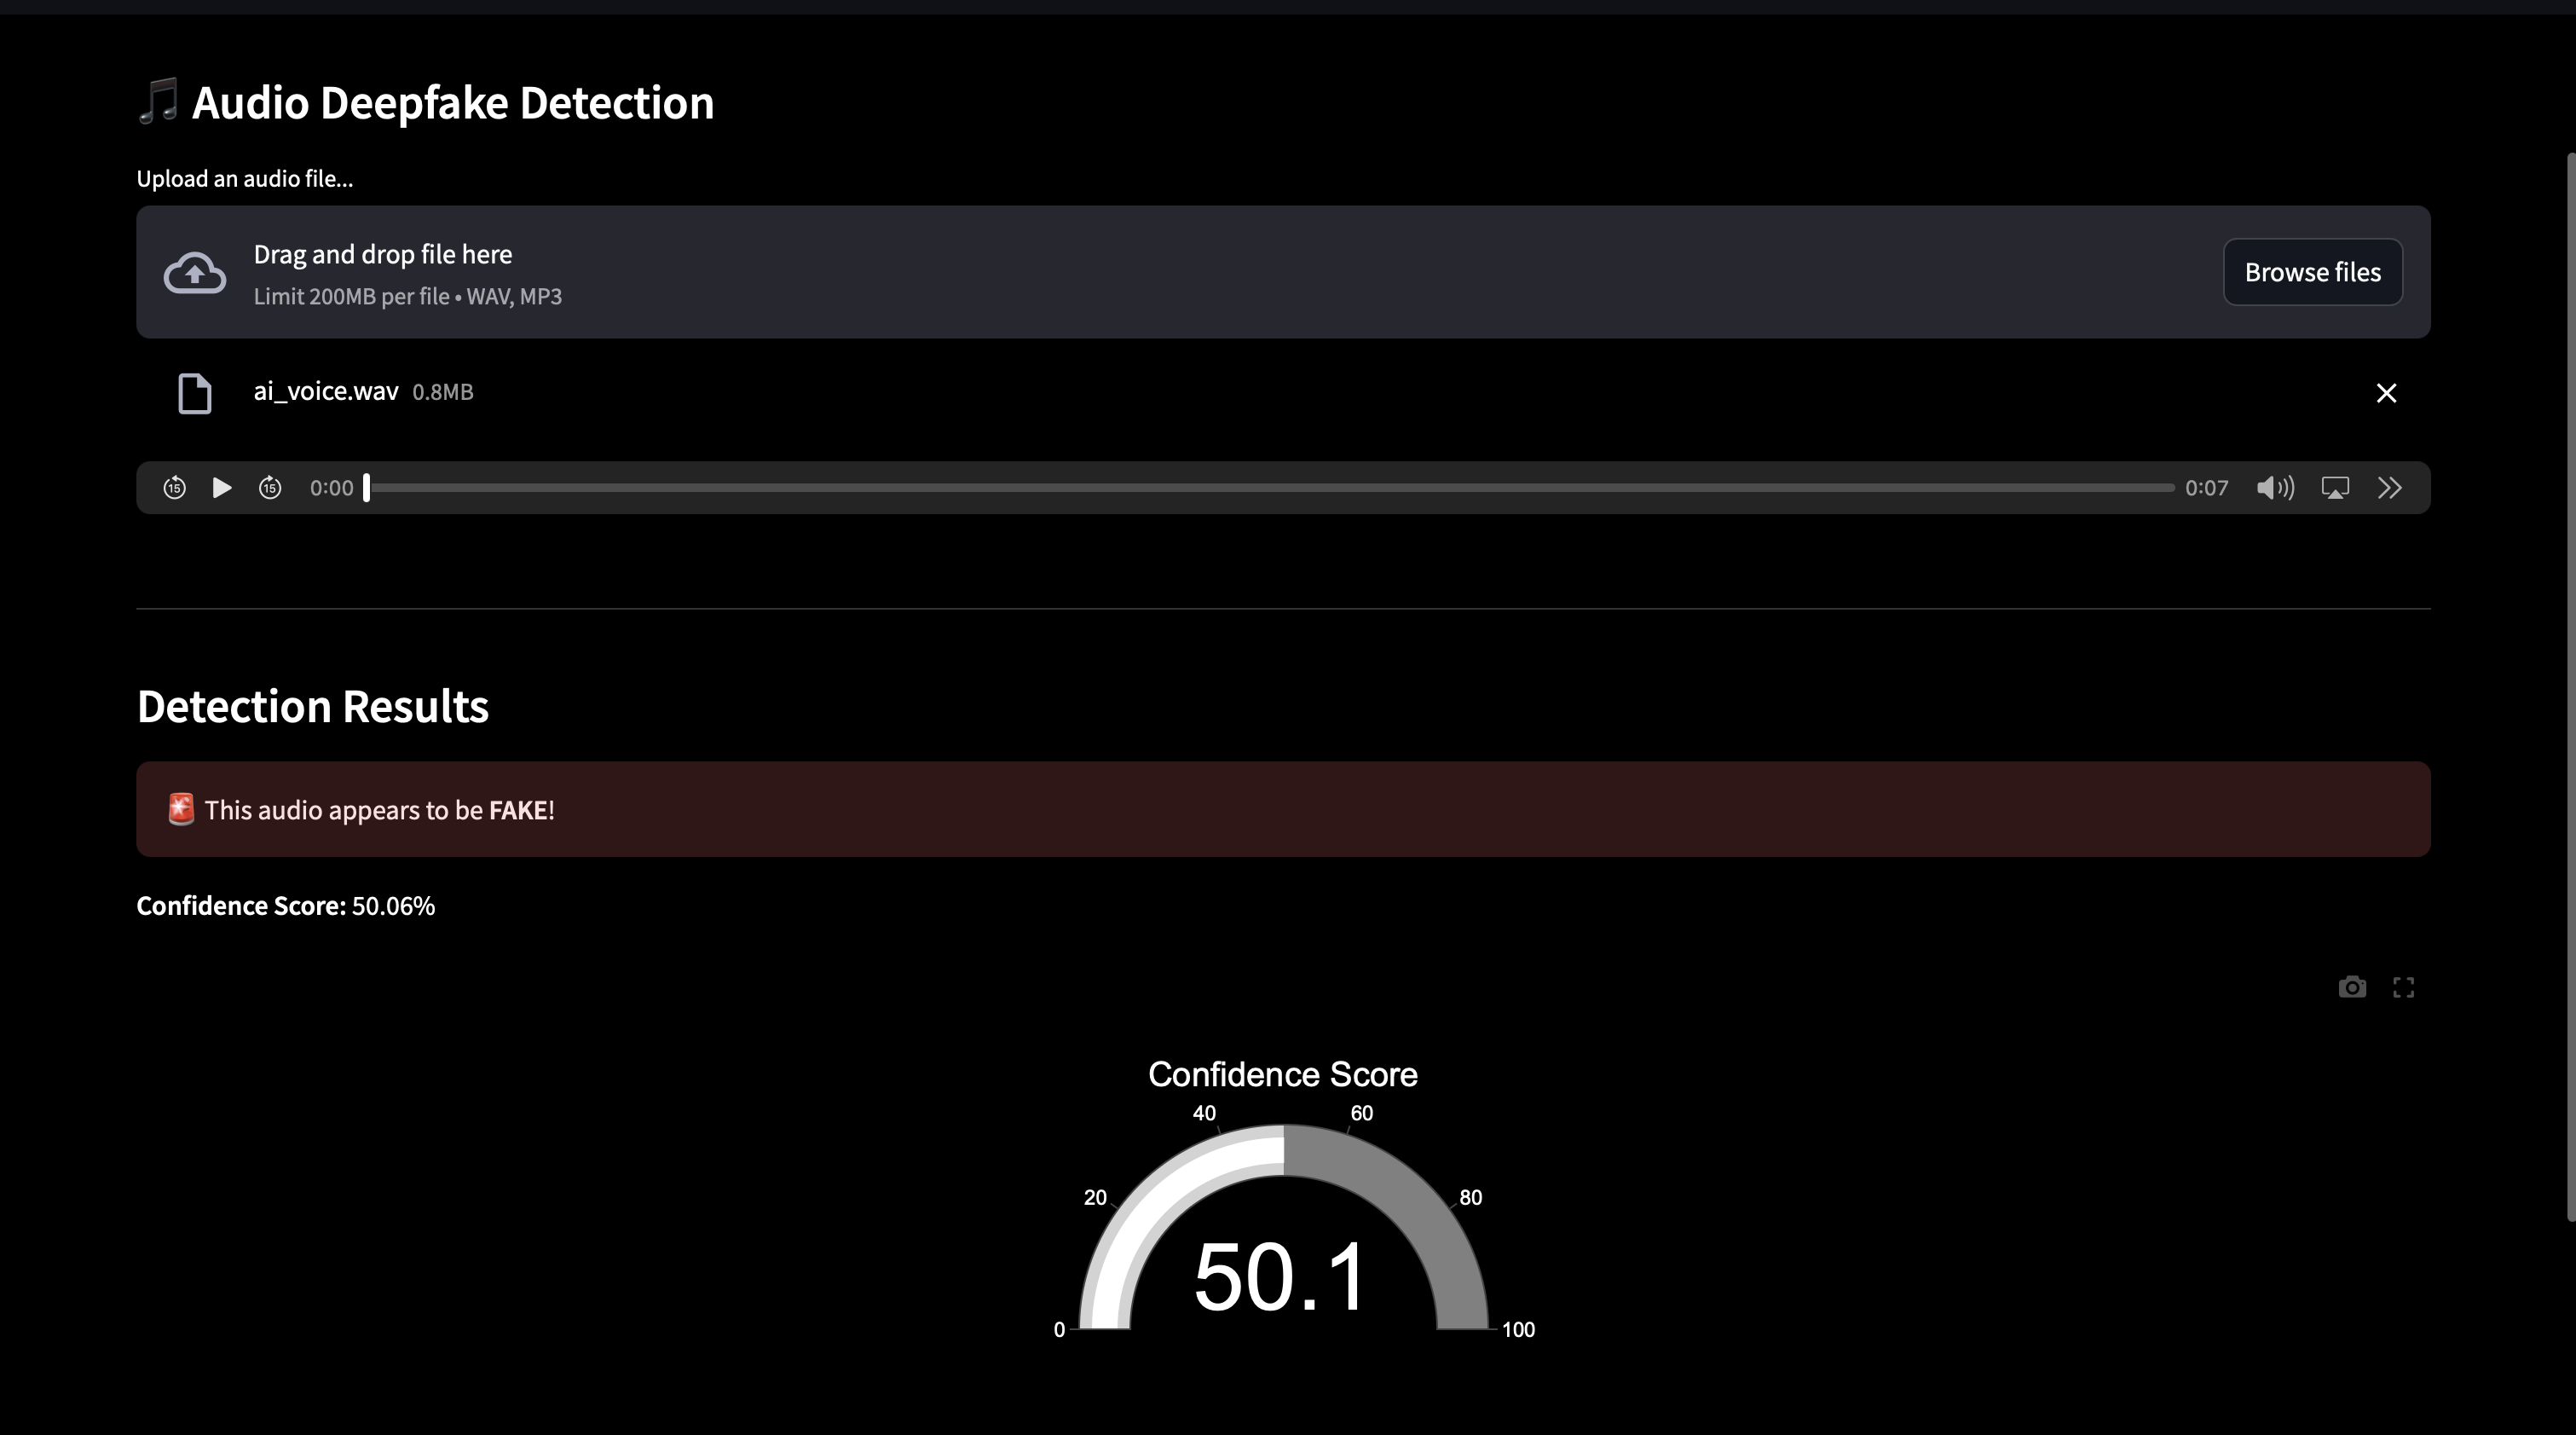 🎵 Audio Deepfake Detection
Upload an audio file...
Drag and drop file here
Limit 200MB per file • WAV, MP3
Browse files
ai_voice.wav 0.8MB
15 15 0:00 0:07
Detection Results
🚨 This audio appears to be FAKE!
Confidence Score: 50.06%
Confidence Score
40 60
20 80
50.1
0 100